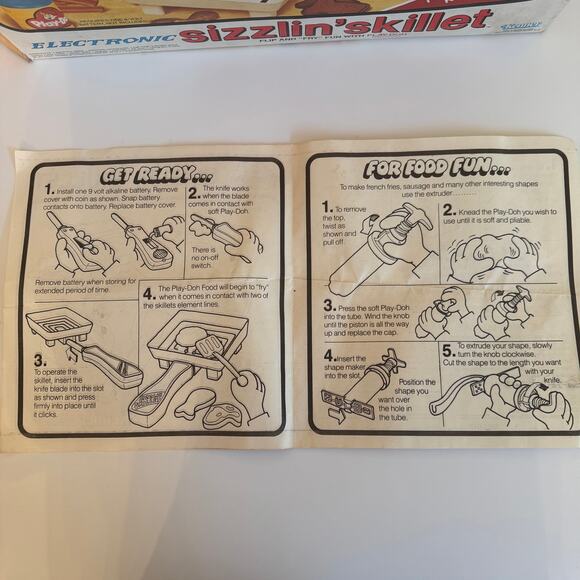 Play-D
ELECTRONIC sizzlin'skillet
FLIP AND "FRY" FUN WITH PLAY-DOH
Kenner
GET READY...
1. Install one 9 volt alkaline battery. Remove
cover with coin as shown. Snap battery
contacts onto battery. Replace battery cover.
Remove battery when storing for
extended period of time.
2. The knife works
when the blade
comes in contact with
soft Play-Doh.
There is
no on-off
switch.
3.
To operate the
skillet, insert the
knife blade into the slot
as shown and press
firmly into place until
it clicks.
4. The Play-Doh Food will begin to "fry"
when it comes in contact with two of
the skillets element lines.
FOR FOOD FUN...
To make french fries, sausage and many other interesting shapes
use the extruder.........
1. To remove
the top,
twist as
shown and
pull off.
2. Knead the Play-Doh you wish to
use until it is soft and pliable.
3. Press the soft Play-Doh
into the tube. Wind the knob
until the piston is all the way
up and replace the cap.
4. Insert the
shape maker
into the slot.
Position the
shape you
want over
the hole in
the tube.
5. To extrude your shape, slowly
turn the knob clockwise.
Cut the shape to the length you want
with your
knife.